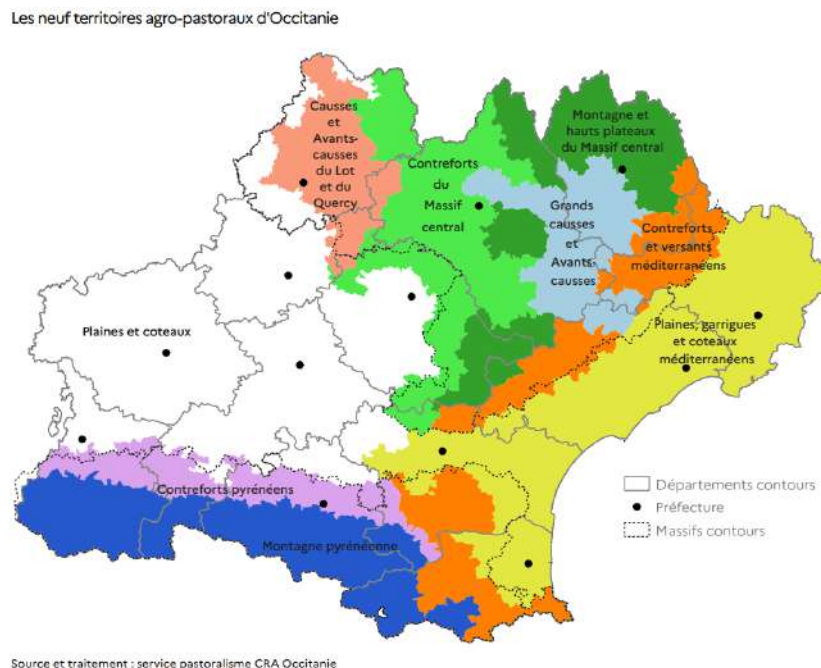 Les neuf territoires agro-pastoraux d'Occitanie
Causses
et
Avants-
causses
du Lot
et du
Quercy
Contreforts
du
Massif
central
Montagne et
hauts plateaux
du Massif central
Grands
causses
et
Avants-
causses
Contreforts
et versants
méditerranéens
Plaines et coteaux
Plaines, garrigues
et coteaux
méditerranéens
Contreforts pyrénéens
Montagne pyrénéenne
Départements contours
Préfecture
Massifs contours
Source et traitement : service pastoralisme CRA Occitanie